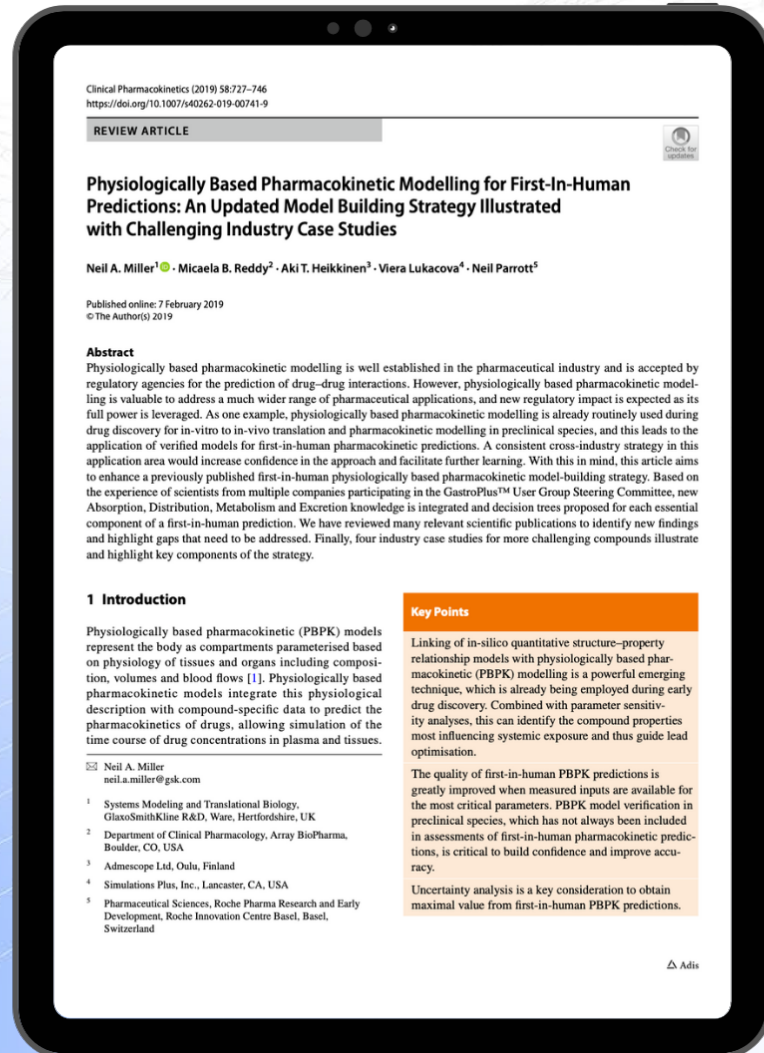 Clinical Pharmacokinetics (2019) 58:727–746
https://doi.org/10.1007/s40262-019-00741-9
REVIEW ARTICLE
Check for
updates
Physiologically Based Pharmacokinetic Modelling for First-In-Human
Predictions: An Updated Model Building Strategy Illustrated
with Challenging Industry Case Studies
Neil A. Miller¹ · Micaela B. Reddy² · Aki T. Heikkinen³ · Viera Lukacova⁴ · Neil Parrott⁵
Published online: 7 February 2019
© The Author(s) 2019
Abstract
Physiologically based pharmacokinetic modelling is well established in the pharmaceutical industry and is accepted by
regulatory agencies for the prediction of drug–drug interactions. However, physiologically based pharmacokinetic model-
ling is valuable to address a much wider range of pharmaceutical applications, and new regulatory impact is expected as its
full power is leveraged. As one example, physiologically based pharmacokinetic modelling is already routinely used during
drug discovery for in-vitro to in-vivo translation and pharmacokinetic modelling in preclinical species, and this leads to the
application of verified models for first-in-human pharmacokinetic predictions. A consistent cross-industry strategy in this
application area would increase confidence in the approach and facilitate further learning. With this in mind, this article aims
to enhance a previously published first-in-human physiologically based pharmacokinetic model-building strategy. Based on
the experience of scientists from multiple companies participating in the GastroPlus™ User Group Steering Committee, new
Absorption, Distribution, Metabolism and Excretion knowledge is integrated and decision trees proposed for each essential
component of a first-in-human prediction. We have reviewed many relevant scientific publications to identify new findings
and highlight gaps that need to be addressed. Finally, four industry case studies for more challenging compounds illustrate
and highlight key components of the strategy.
1 Introduction
Physiologically based pharmacokinetic (PBPK) models
represent the body as compartments parameterised based
on physiology of tissues and organs including composi-
tion, volumes and blood flows [1]. Physiologically based
pharmacokinetic models integrate this physiological
description with compound-specific data to predict the
pharmacokinetics of drugs, allowing simulation of the
time course of drug concentrations in plasma and tissues.
Neil A. Miller
neil.a.miller@gsk.com
1 Systems Modeling and Translational Biology,
GlaxoSmithKline R&D, Ware, Hertfordshire, UK
2 Department of Clinical Pharmacology, Array BioPharma,
Boulder, CO, USA
3 Admescope Ltd, Oulu, Finland
4 Simulations Plus, Inc., Lancaster, CA, USA
5 Pharmaceutical Sciences, Roche Pharma Research and Early
Development, Roche Innovation Centre Basel, Basel,
Switzerland
Key Points
Linking of in-silico quantitative structure–property
relationship models with physiologically based phar-
macokinetic (PBPK) modelling is a powerful emerging
technique, which is already being employed during early
drug discovery. Combined with parameter sensitiv-
ity analyses, this can identify the compound properties
most influencing systemic exposure and thus guide lead
optimisation.
The quality of first-in-human PBPK predictions is
greatly improved when measured inputs are available for
the most critical parameters. PBPK model verification in
preclinical species, which has not always been included
in assessments of first-in-human pharmacokinetic predic-
tions, is critical to build confidence and improve accu-
racy.
Uncertainty analysis is a key consideration to obtain
maximal value from first-in-human PBPK predictions.
Adis